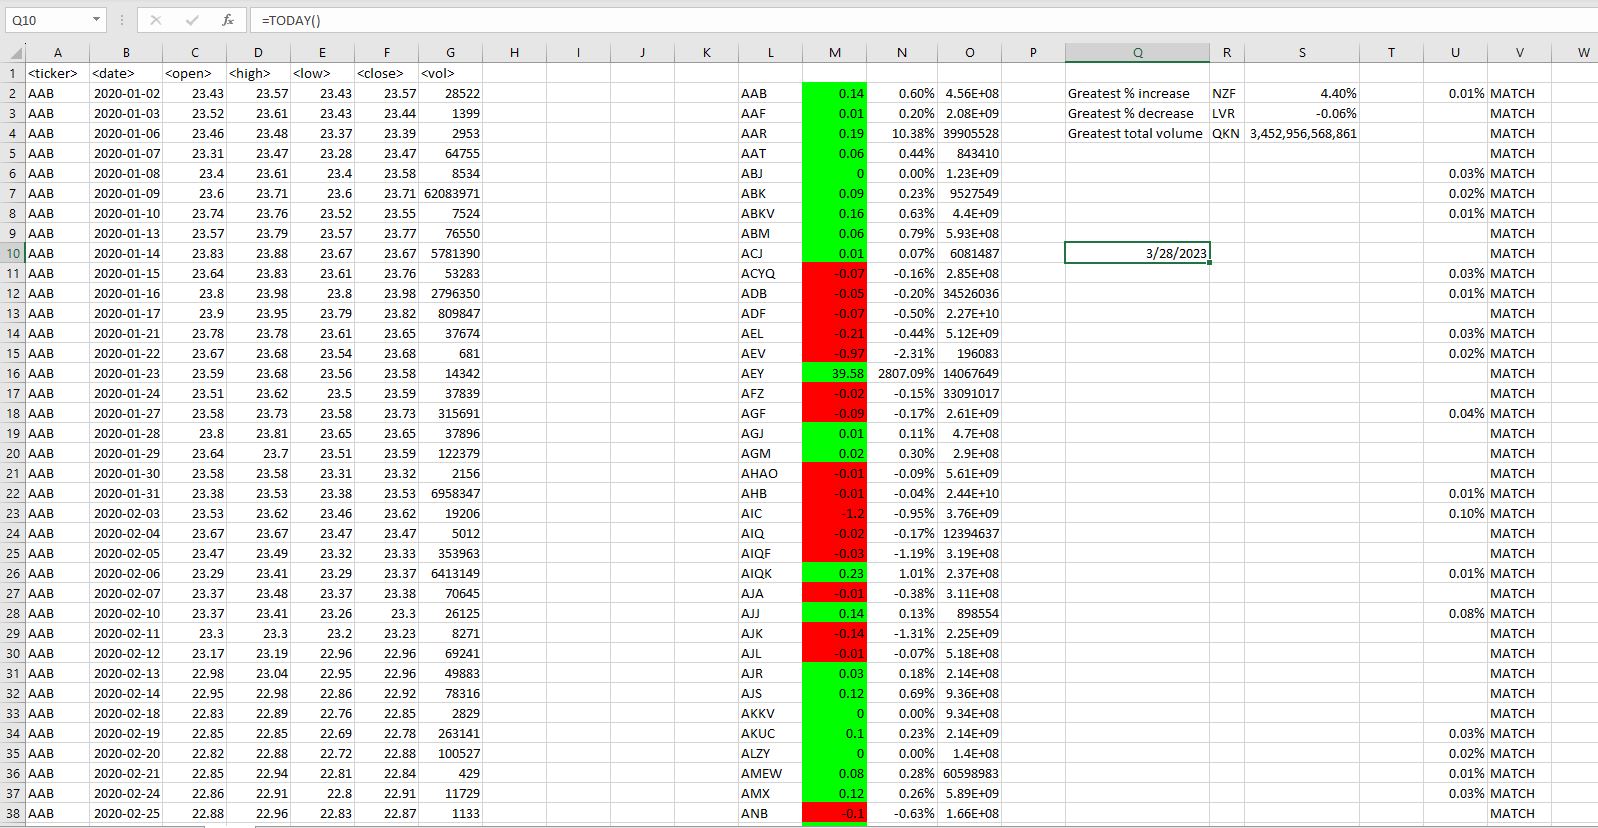 Q10 fx =TODAY()
A B C D E F G H I J K L M N O P Q R S T U V W
1 <ticker> <date> <open> <high> <low> <close> <vol>
2 AAB 2020-01-02 23.43 23.57 23.43 23.57 28522 AAB 0.14 0.60% 4.56E+08 Greatest % increase NZF 4.40% 0.01% MATCH
3 AAB 2020-01-03 23.52 23.61 23.43 23.44 1399 AAF 0.01 0.20% 2.08E+09 Greatest % decrease LVR -0.06% MATCH
4 AAB 2020-01-06 23.46 23.48 23.37 23.39 2953 AAR 0.19 10.38% 39905528 Greatest total volume QKN 3,452,956,568,861 MATCH
5 AAB 2020-01-07 23.31 23.47 23.28 23.47 64755 AAT 0.06 0.44% 843410 MATCH
6 AAB 2020-01-08 23.4 23.61 23.4 23.58 8534 ABJ 0 0.00% 1.23E+09 0.03% MATCH
7 AAB 2020-01-09 23.6 23.71 23.6 23.71 62083971 ABK 0.09 0.23% 9527549 0.02% MATCH
8 AAB 2020-01-10 23.74 23.76 23.52 23.55 7524 ABKV 0.16 0.63% 4.4E+09 0.01% MATCH
9 AAB 2020-01-13 23.57 23.79 23.57 23.77 76550 ABM 0.06 0.79% 5.93E+08 MATCH
10 AAB 2020-01-14 23.83 23.88 23.67 23.67 5781390 ACJ 0.01 0.07% 6081487 3/28/2023 MATCH
11 AAB 2020-01-15 23.64 23.83 23.61 23.76 53283 ACYQ -0.07 -0.16% 2.85E+08 0.03% MATCH
12 AAB 2020-01-16 23.8 23.98 23.8 23.98 2796350 ADB -0.05 -0.20% 34526036 0.01% MATCH
13 AAB 2020-01-17 23.9 23.95 23.79 23.82 809847 ADF -0.07 -0.50% 2.27E+10 MATCH
14 AAB 2020-01-21 23.78 23.78 23.61 23.65 37674 AEL -0.21 -0.44% 5.12E+09 0.03% MATCH
15 AAB 2020-01-22 23.67 23.68 23.54 23.68 681 AEV -0.97 -2.31% 196083 0.02% MATCH
16 AAB 2020-01-23 23.59 23.68 23.56 23.58 14342 AEY 39.58 2807.09% 14067649 MATCH
17 AAB 2020-01-24 23.51 23.62 23.5 23.59 37839 AFZ -0.02 -0.15% 33091017 MATCH
18 AAB 2020-01-27 23.58 23.73 23.58 23.73 315691 AGF -0.09 -0.17% 2.61E+09 0.04% MATCH
19 AAB 2020-01-28 23.8 23.81 23.65 23.65 37896 AGJ 0.01 0.11% 4.7E+08 MATCH
20 AAB 2020-01-29 23.64 23.7 23.51 23.59 122379 AGM 0.02 0.30% 2.9E+08 MATCH
21 AAB 2020-01-30 23.58 23.58 23.31 23.32 2156 AHAO -0.01 -0.09% 5.61E+09 MATCH
22 AAB 2020-01-31 23.38 23.53 23.38 23.53 6958347 AHB -0.01 -0.04% 2.44E+10 0.01% MATCH
23 AAB 2020-02-03 23.53 23.62 23.46 23.62 19206 AIC -1.2 -0.95% 3.76E+09 0.10% MATCH
24 AAB 2020-02-04 23.67 23.67 23.47 23.47 5012 AIQ -0.02 -0.17% 12394637 MATCH
25 AAB 2020-02-05 23.47 23.49 23.32 23.33 353963 AIQF -0.03 -1.19% 3.19E+08 MATCH
26 AAB 2020-02-06 23.29 23.41 23.29 23.37 6413149 AIQK 0.23 1.01% 2.37E+08 0.01% MATCH
27 AAB 2020-02-07 23.37 23.48 23.37 23.38 70645 AJA -0.01 -0.38% 3.11E+08 MATCH
28 AAB 2020-02-10 23.37 23.41 23.26 23.3 26125 AJJ 0.14 0.13% 898554 0.08% MATCH
29 AAB 2020-02-11 23.3 23.3 23.2 23.23 8271 AJK -0.14 -1.31% 2.25E+09 MATCH
30 AAB 2020-02-12 23.17 23.19 22.96 22.96 69241 AJL -0.01 -0.07% 5.18E+08 MATCH
31 AAB 2020-02-13 22.98 23.04 22.95 22.96 49883 AJR 0.03 0.18% 2.14E+08 MATCH
32 AAB 2020-02-14 22.95 22.98 22.86 22.92 78316 AJS 0.12 0.69% 9.36E+08 MATCH
33 AAB 2020-02-18 22.83 22.89 22.76 22.85 2829 AKKV 0 0.00% 9.34E+08 MATCH
34 AAB 2020-02-19 22.85 22.85 22.69 22.78 263141 AKUC 0.1 0.23% 2.14E+09 0.03% MATCH
35 AAB 2020-02-20 22.82 22.88 22.72 22.88 100527 ALZY 0 0.00% 1.4E+08 0.02% MATCH
36 AAB 2020-02-21 22.85 22.94 22.81 22.84 429 AMEW 0.08 0.28% 60598983 0.01% MATCH
37 AAB 2020-02-24 22.86 22.91 22.8 22.91 11729 AMX 0.12 0.26% 5.89E+09 0.03% MATCH
38 AAB 2020-02-25 22.88 22.96 22.83 22.87 1133 ANB -0.1 -0.63% 1.66E+08 MATCH